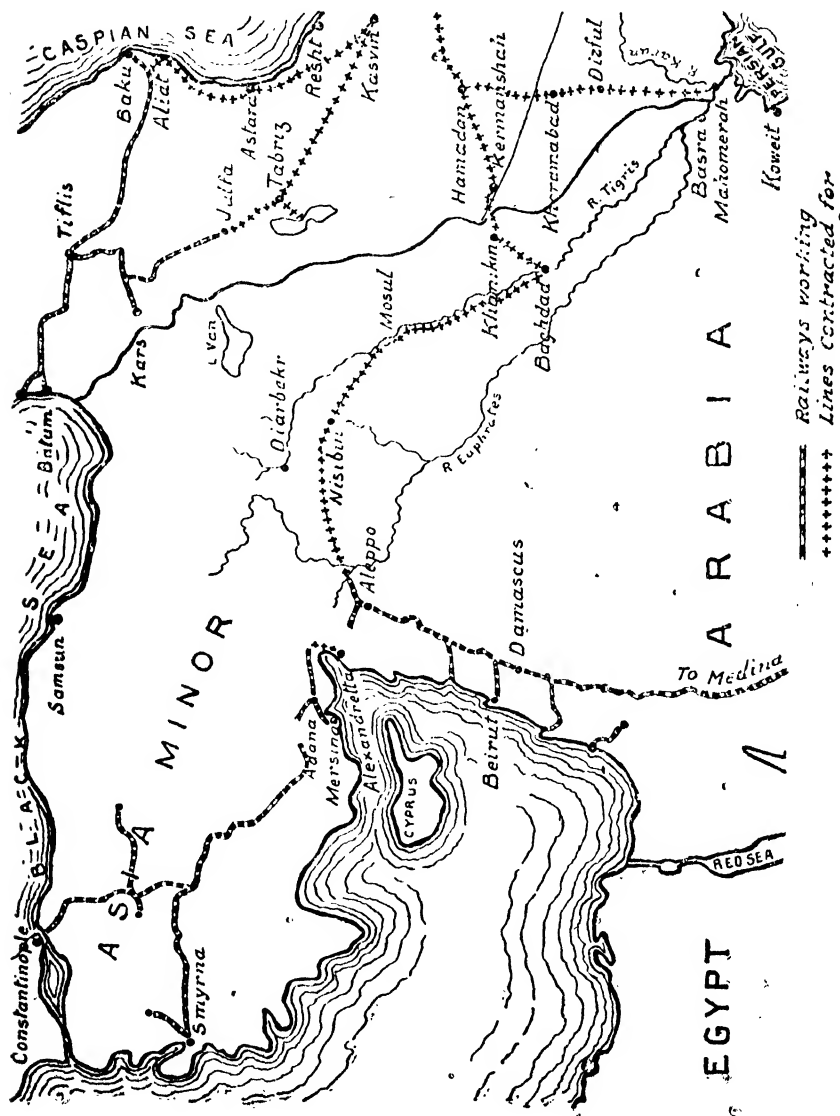 CASPIAN SEA
Baku
Aliat
Astara
Resht
Kasvin
Tiflis
Julfa
Tabriz
Hamadan
Kermanshah
Dizful
R. Karun
PERSIAN
GULF
Kars
L Van
Mosul
Khanikin
Khoramabad
R. Tigris
Basra
Mahomerah
Koweit
Batum
BLACK SEA
Samsun
Diarbekr
Nisibin
Baghdad
R Euphrates
Constantinople
ASIA
MINOR
Aleppo
Adana
Mersina
Alexandretta
CYPRUS
Smyrna
Beirut
Damascus
ARABIA
To Medina
RED SEA
EGYPT
Railways working
Lines Contracted for